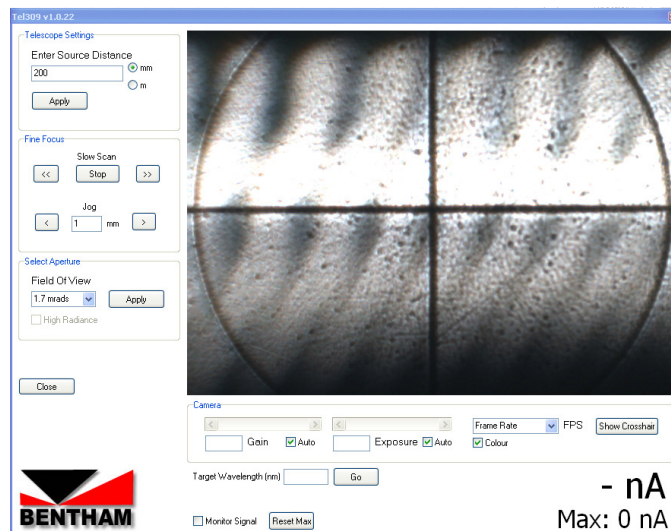 Tel309 v1.0.22
Telescope Settings
Enter Source Distance
200
mm
m
Apply
Fine Focus
Slow Scan
<< Stop >>
Jog
< 1 mm >
Select Aperture
Field Of View
1.7 mrads Apply
High Radiance
Close
Camera
< > < >
Gain Auto Exposure Auto
Frame Rate FPS Show Crosshair
Colour
Target Wavelength (nm) Go
Monitor Signal Reset Max
- nA
Max: 0 nA
BENTHAM